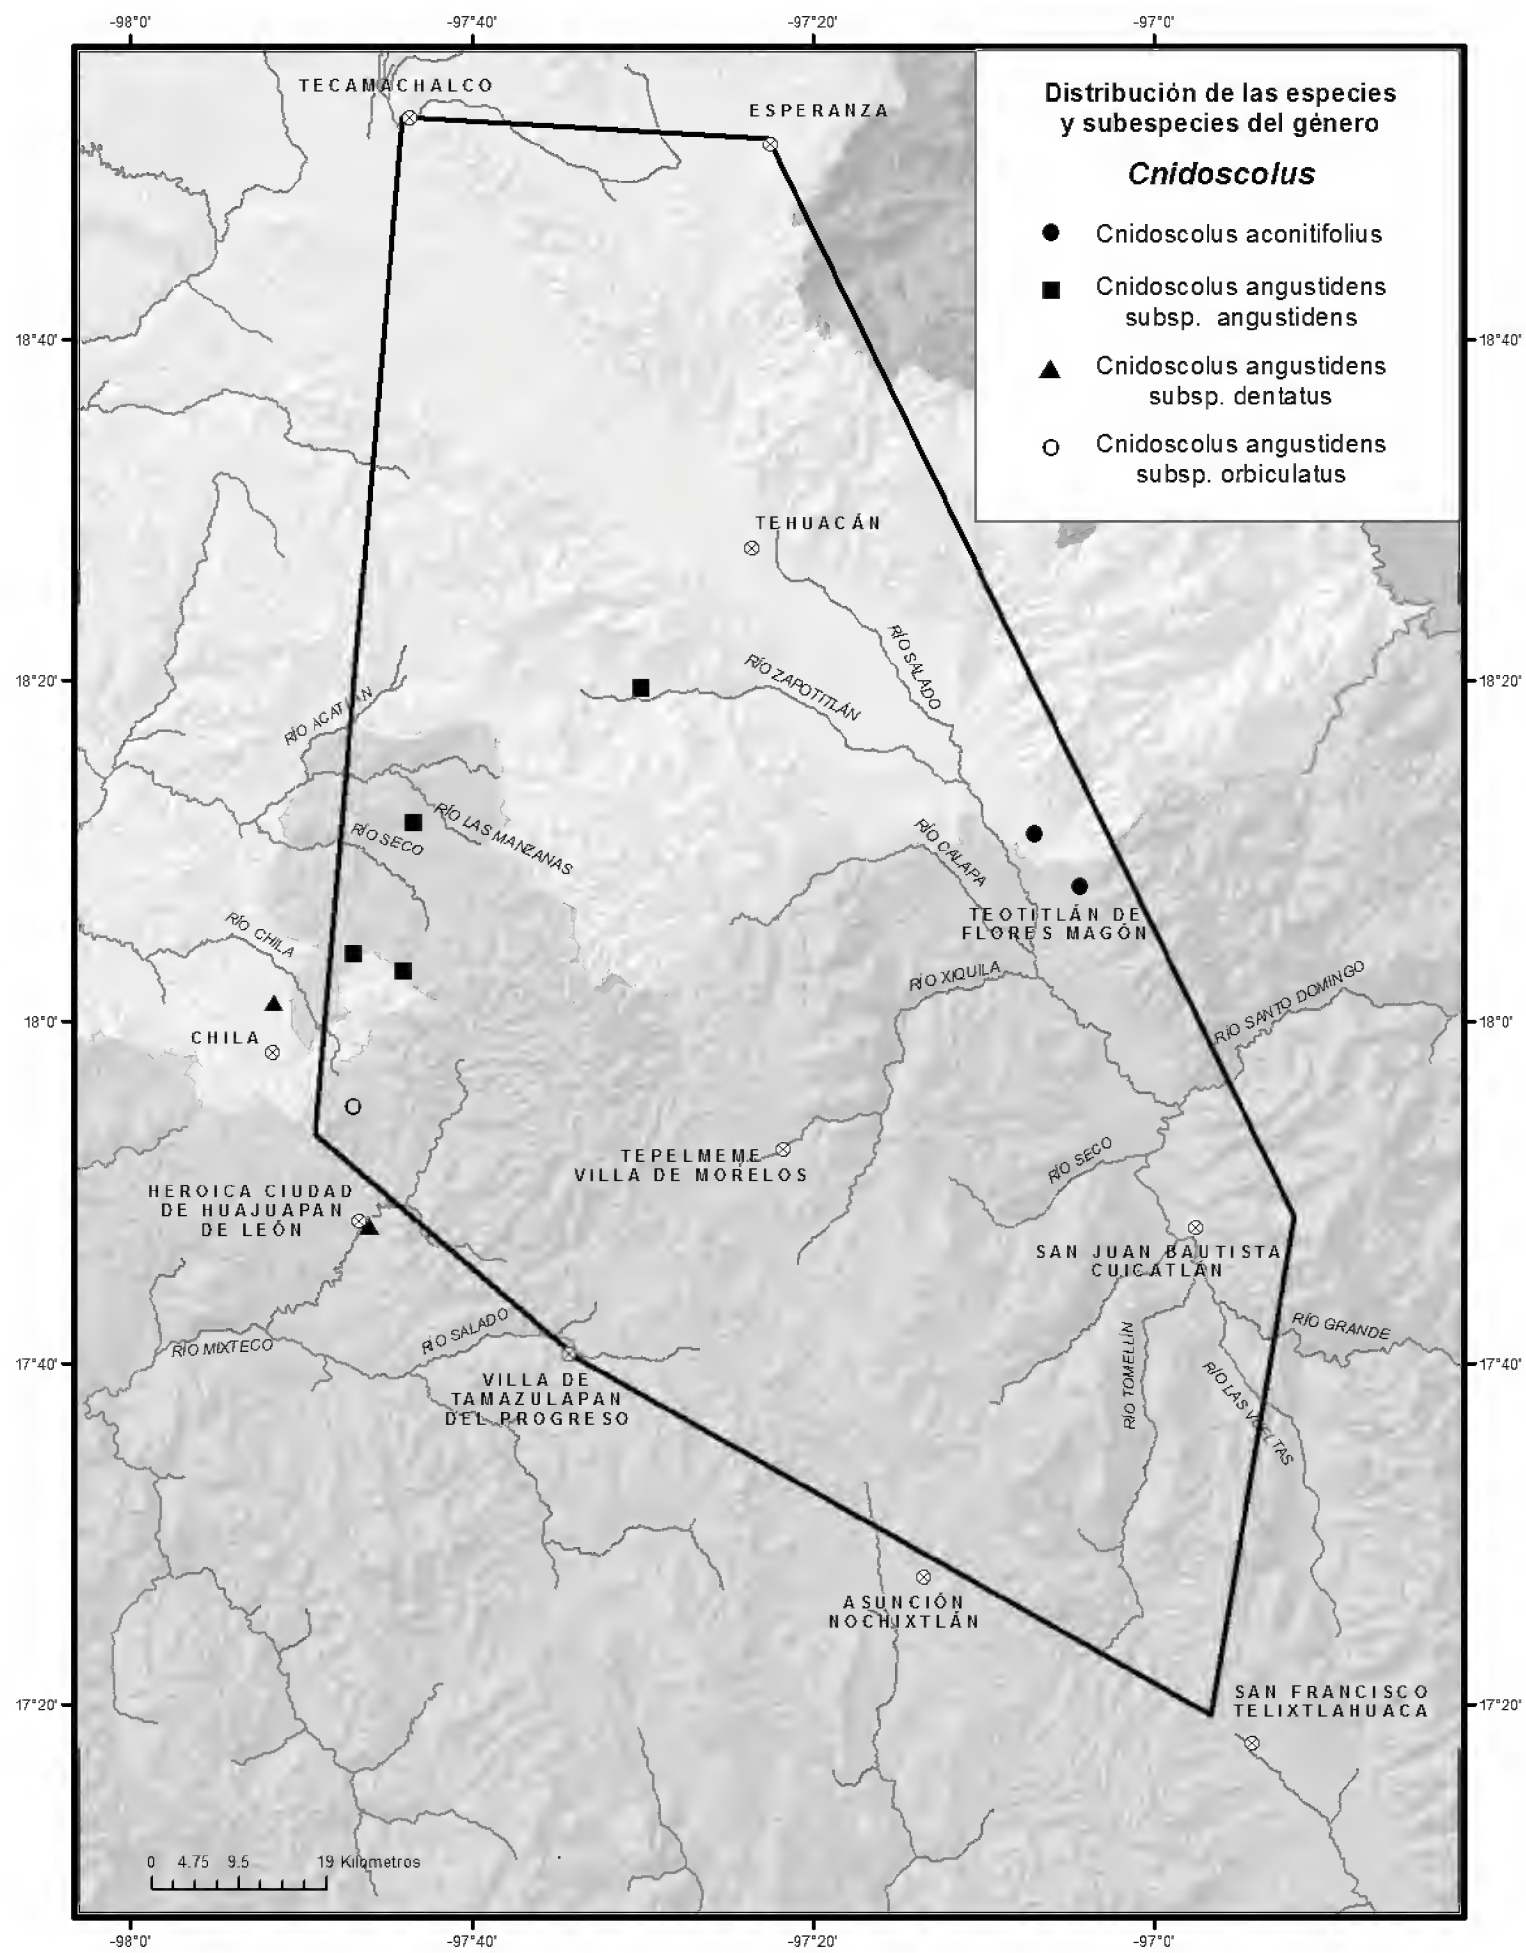 -98°0'
-97°40'
-97°20'
-97°0'
TECAMACHALCO
ESPERANZA
Distribución de las especies
y subespecies del género
Cnidoscolus
Cnidoscolus aconitifolius
Cnidoscolus angustidens
subsp. angustidens
Cnidoscolus angustidens
subsp. dentatus
Cnidoscolus angustidens
subsp. orbiculatus
18°40'
18°40'
TEHUACÁN
RÍO SALADO
RÍO ZAPOTITLÁN
18°20'
18°20'
RÍO ACATLÁN
RÍO LAS MANZANAS
RÍO SECO
RÍO CALAPA
TEOTITLÁN DE
FLORES MAGÓN
RÍO CHILA
RÍO XIQUILA
RÍO SANTO DOMINGO
18°0'
18°0'
CHILA
TEPELMEME
VILLA DE MORELOS
RÍO SECO
HEROICA CIUDAD
DE HUAJUAPAN
DE LEÓN
SAN JUAN BAUTISTA
CUICATLÁN
RÍO SALADO
RÍO MIXTECO
RÍO GRANDE
RÍO TOMELLÍN
RÍO LAS VUELTAS
17°40'
17°40'
VILLA DE
TAMAZULAPAN
DEL PROGRESO
ASUNCIÓN
NOCHIXTLÁN
SAN FRANCISCO
TELIXTLAHUACA
17°20'
17°20'
0 4.75 9.5 19 Kilómetros
-98°0'
-97°40'
-97°20'
-97°0'